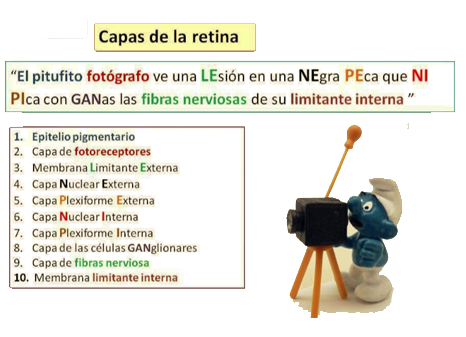 Capas de la retina
“El pitufito fotógrafo ve una LEsión en una NEgra PEca que NI
PIca con GANas las fibras nerviosas de su limitante interna ”
1. Epitelio pigmentario
2. Capa de fotoreceptores
3. Membrana Limitante Externa
4. Capa Nuclear Externa
5. Capa Plexiforme Externa
6. Capa Nuclir Interna
7. Capa Plexiforme Interna
8. Capa de las células GANglionares
9. Capa de fibras nerviosa
10. Membrana limitante interna